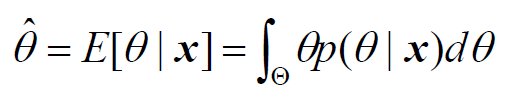 θ̂ = E[θ | x] = ∫_Θ θp(θ | x)dθ